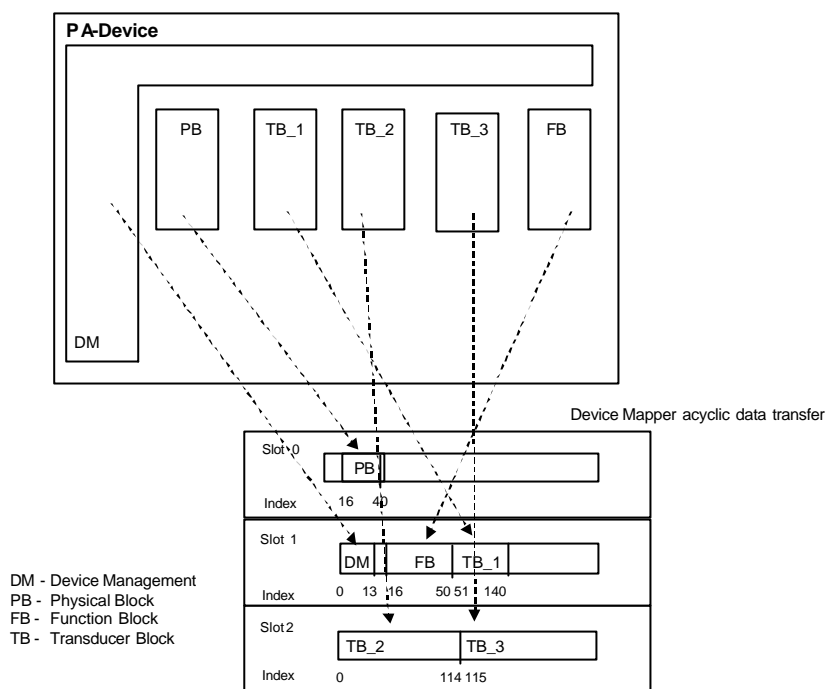 PA-Device
PB TB_1 TB_2 TB_3 FB
DM
Device Mapper acyclic data transfer
Slot 0
PB
Index 16 40
Slot 1
DM FB TB_1
Index 0 13 16 50 51 140
Slot2
TB_2 TB_3
Index 0 114 115
DM - Device Management
PB - Physical Block
FB - Function Block
TB - Transducer Block